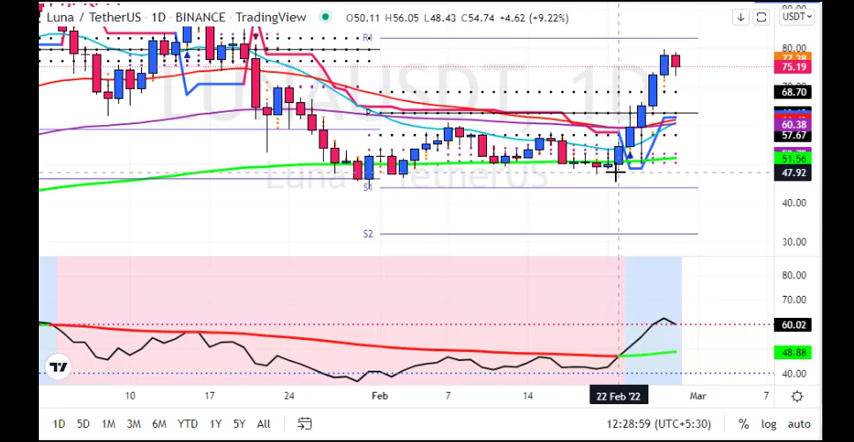 Luna / TetherUS · 1D · BINANCE · TradingView O50.11 H56.05 L48.43 C54.74 +4.62 (+9.22%)
USDT
90.00
R1
80.00
77.38
75.19
LUNAUSDT, 1D
68.70
60.38
57.67
51.56
47.92
Luna / TetherUS
S1
40.00
S2
30.00
80.00
70.00
60.02
48.88
40.00
10 17 24 Feb 7 14 22 Feb '22 Mar 7
1D 5D 1M 3M 6M YTD 1Y 5Y All 12:28:59 (UTC+5:30) % log auto